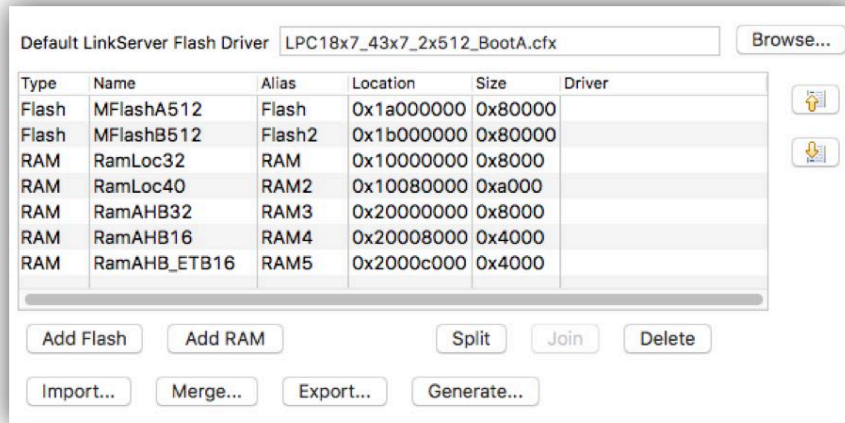 Default LinkServer Flash Driver LPC18x7_43x7_2x512_BootA.cfx Browse...
Type Name Alias Location Size Driver
Flash MFlashA512 Flash 0x1a000000 0x80000
Flash MFlashB512 Flash2 0x1b000000 0x80000
RAM RamLoc32 RAM 0x10000000 0x8000
RAM RamLoc40 RAM2 0x10080000 0xa000
RAM RamAHB32 RAM3 0x20000000 0x8000
RAM RamAHB16 RAM4 0x20008000 0x4000
RAM RamAHB_ETB16 RAM5 0x2000c000 0x4000
Add Flash Add RAM Split Join Delete
Import... Merge... Export... Generate...